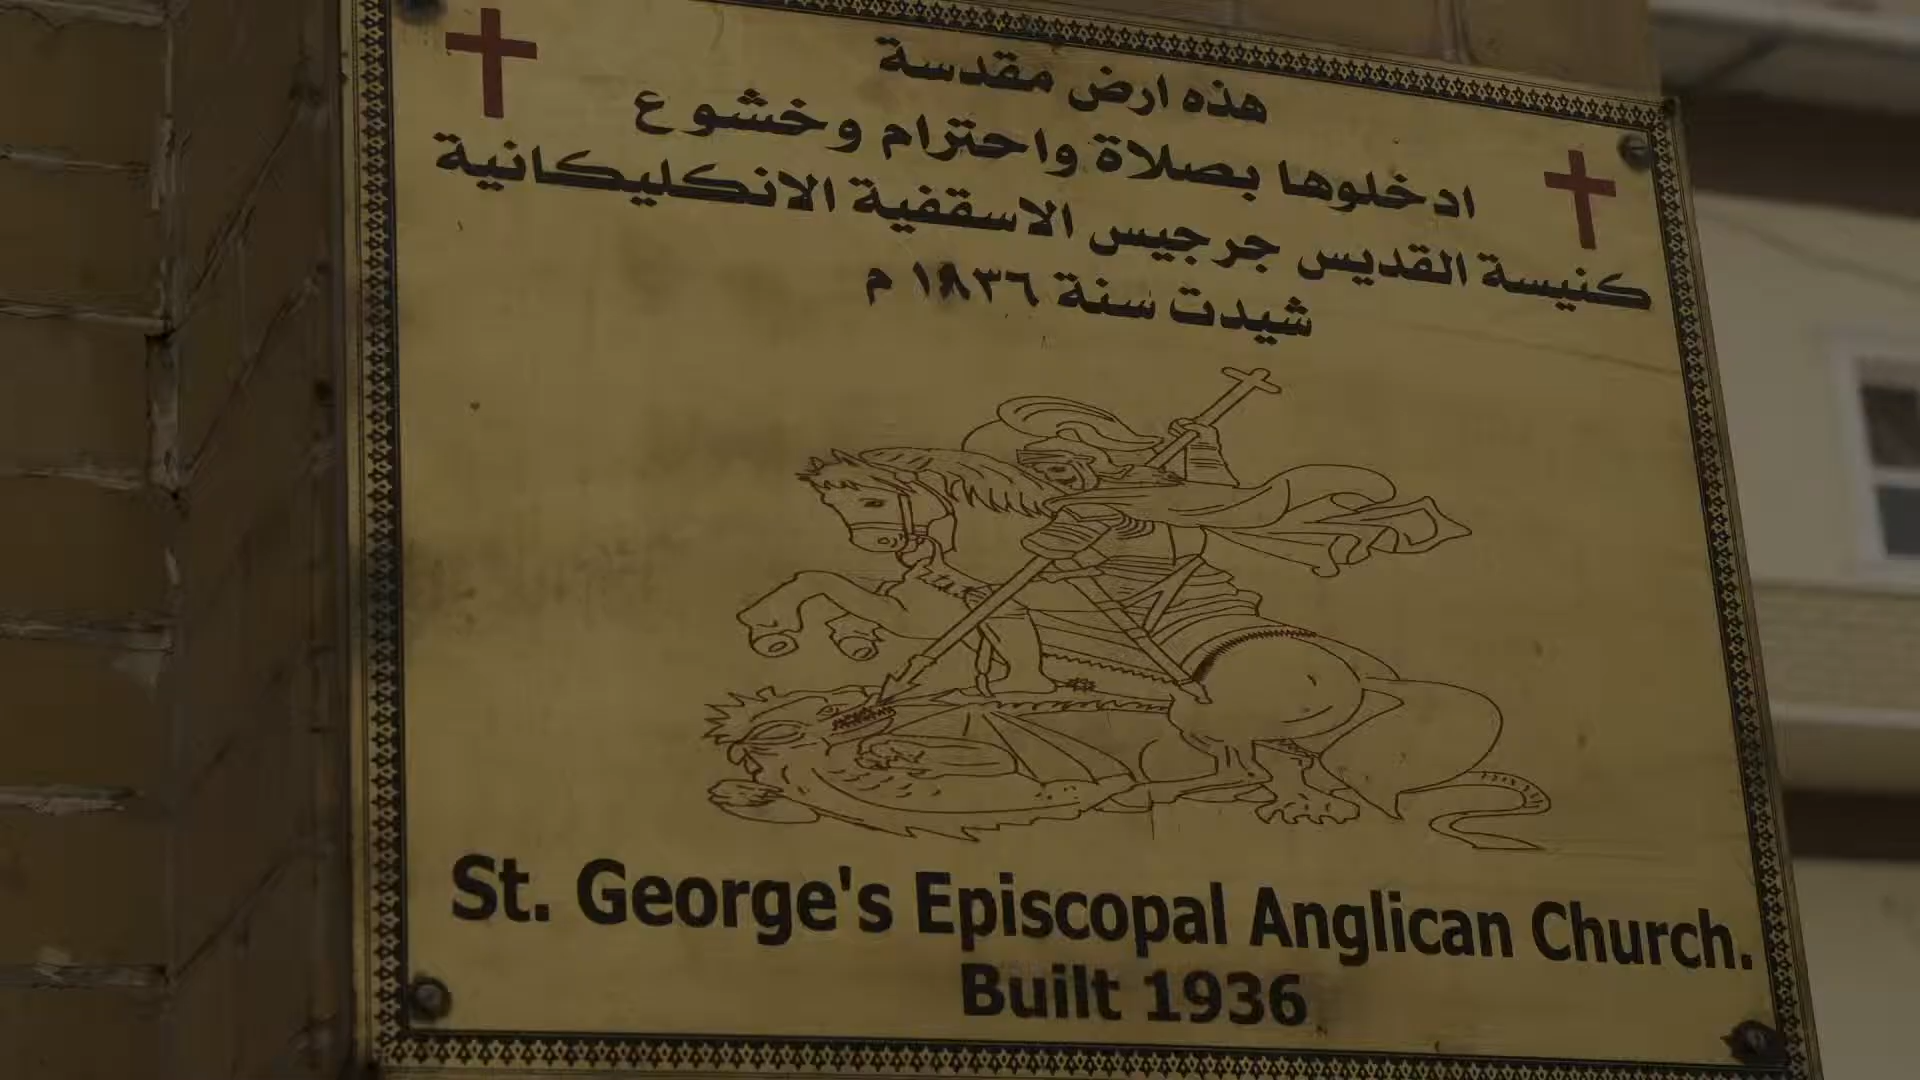 هذه ارض مقدسة
ادخلوها بصلاة واحترام وخشوع
كنيسة القديس جرجيس الاسقفية الانكليكانية
شيدت سنة ١٨٣٦ م
St. George's Episcopal Anglican Church.
Built 1936